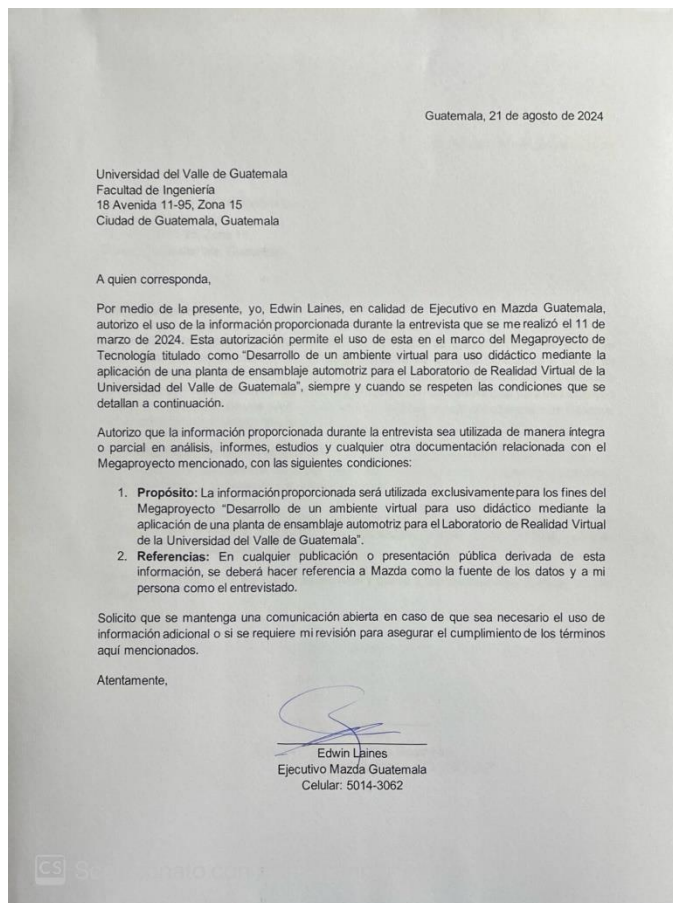 Guatemala, 21 de agosto de 2024
Universidad del Valle de Guatemala
Facultad de Ingeniería
18 Avenida 11-95, Zona 15
Ciudad de Guatemala, Guatemala
A quien corresponda,
Por medio de la presente, yo, Edwin Laines, en calidad de Ejecutivo en Mazda Guatemala,
autorizo el uso de la información proporcionada durante la entrevista que se me realizó el 11 de
marzo de 2024. Esta autorización permite el uso de esta en el marco del Megaproyecto de
Tecnología titulado como “Desarrollo de un ambiente virtual para uso didáctico mediante la
aplicación de una planta de ensamblaje automotriz para el Laboratorio de Realidad Virtual de la
Universidad del Valle de Guatemala”, siempre y cuando se respeten las condiciones que se
detallan a continuación.
Autorizo que la información proporcionada durante la entrevista sea utilizada de manera íntegra
o parcial en análisis, informes, estudios y cualquier otra documentación relacionada con el
Megaproyecto mencionado, con las siguientes condiciones:
1. Propósito: La información proporcionada será utilizada exclusivamente para los fines del
Megaproyecto “Desarrollo de un ambiente virtual para uso didáctico mediante la
aplicación de una planta de ensamblaje automotriz para el Laboratorio de Realidad Virtual
de la Universidad del Valle de Guatemala”.
2. Referencias: En cualquier publicación o presentación pública derivada de esta
información, se deberá hacer referencia a Mazda como la fuente de los datos y a mi
persona como el entrevistado.
Solicito que se mantenga una comunicación abierta en caso de que sea necesario el uso de
información adicional o si se requiere mi revisión para asegurar el cumplimiento de los términos
aquí mencionados.
Atentamente,
Edwin Laines
Ejecutivo Mazda Guatemala
Celular: 5014-3062
CS